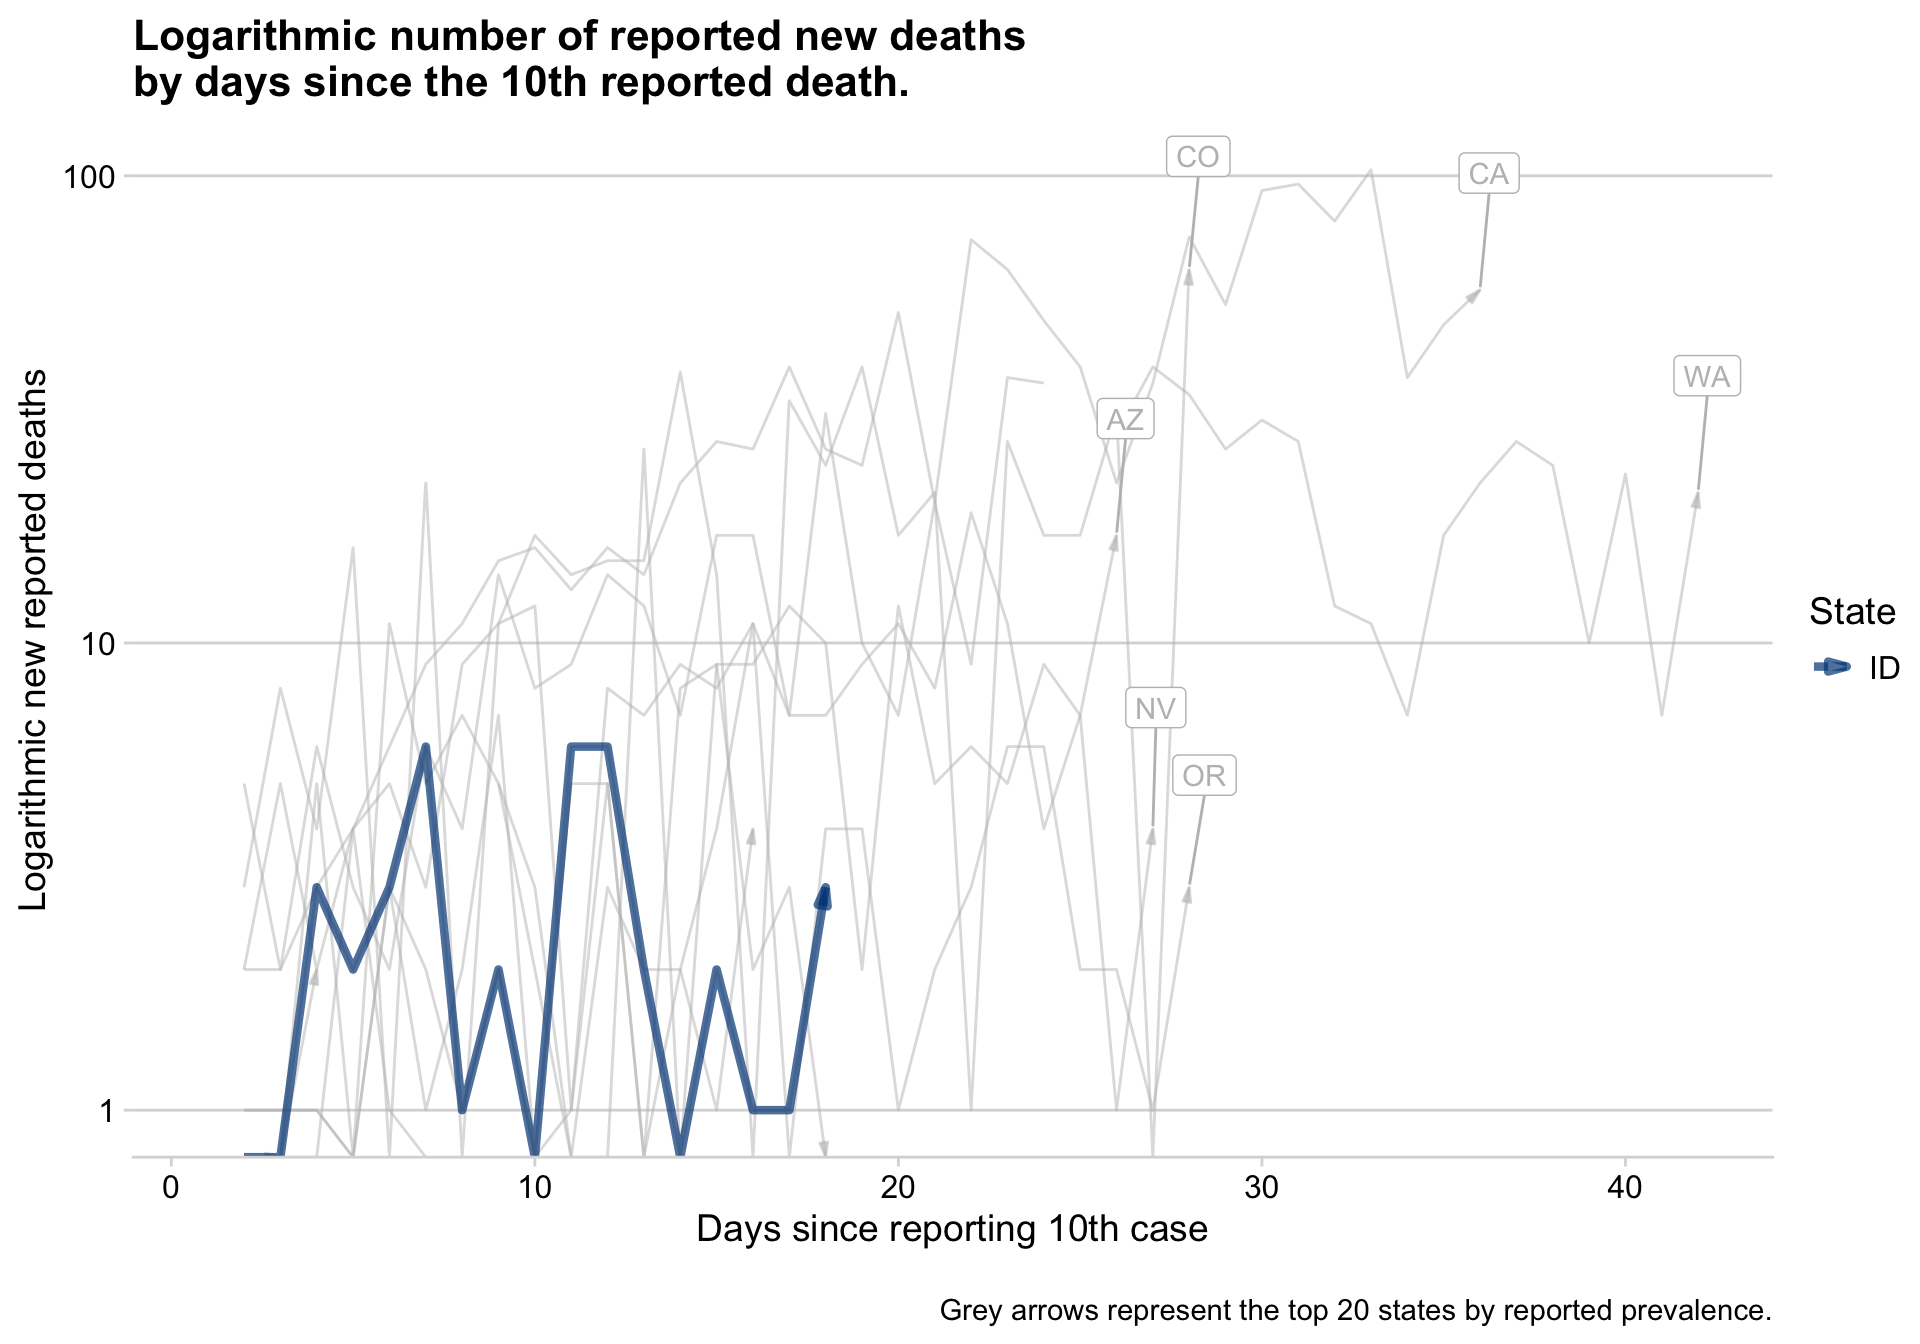 Logarithmic number of reported new deaths
by days since the 10th reported death.
Logarithmic new reported deaths
100
10
1
CO
CA
WA
AZ
NV
OR
State
ID
0
10
20
30
40
Days since reporting 10th case
Grey arrows represent the top 20 states by reported prevalence.